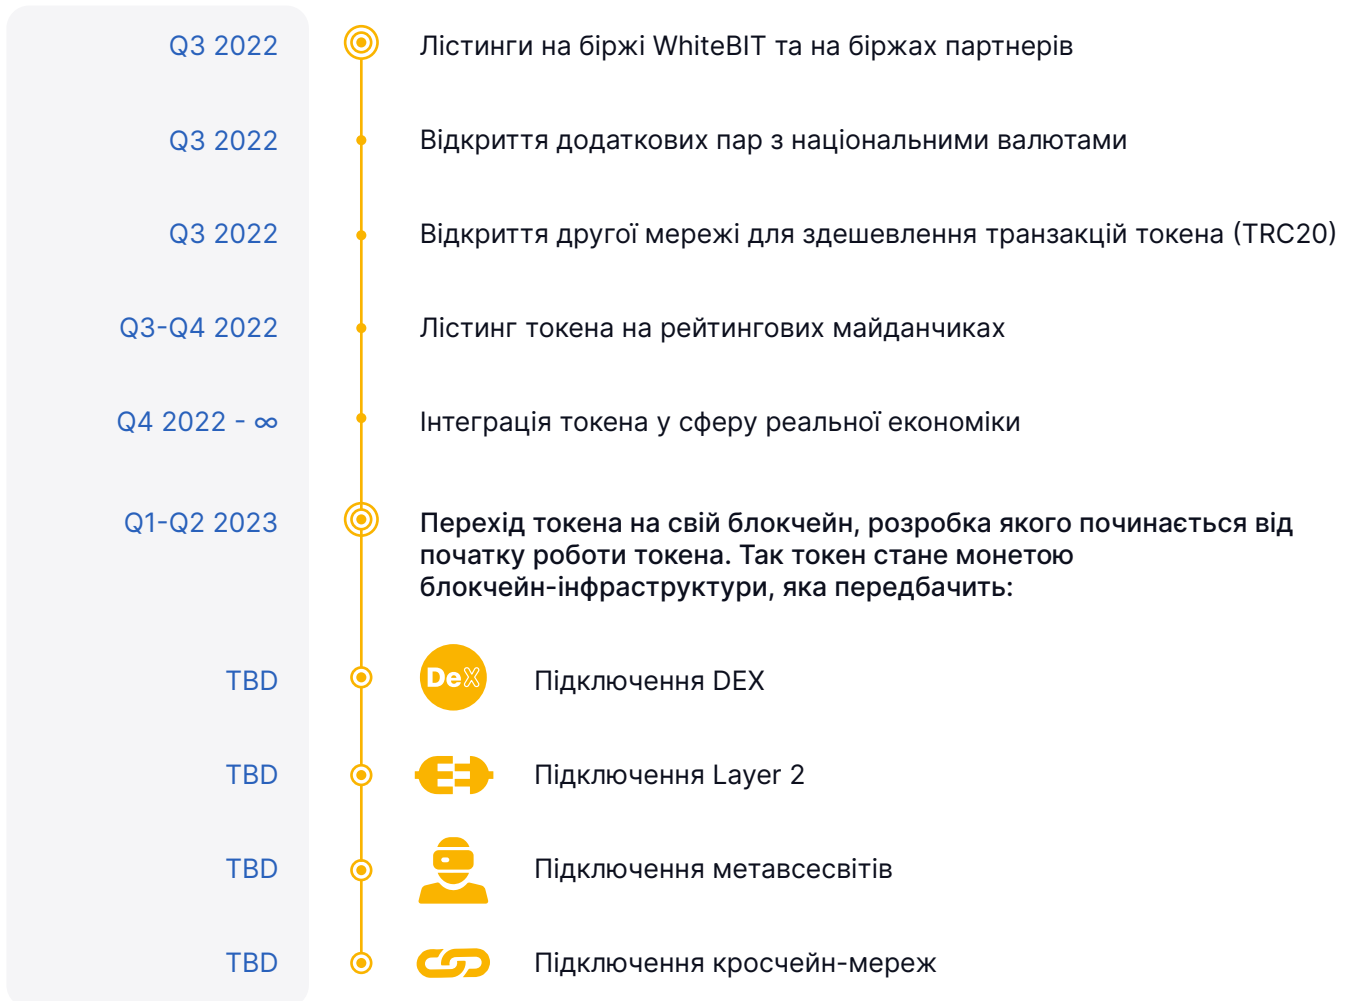 Q3 2022 Лістинги на біржі WhiteBIT та на біржах партнерів
Q3 2022 Відкриття додаткових пар з національними валютами
Q3 2022 Відкриття другої мережі для здешевлення транзакцій токена (TRC20)
Q3-Q4 2022 Лістинг токена на рейтингових майданчиках
Q4 2022 - ∞ Інтеграція токена у сферу реальної економіки
Q1-Q2 2023 Перехід токена на свій блокчейн, розробка якого починається від
початку роботи токена. Так токен стане монетою
блокчейн-інфраструктури, яка передбачить:
TBD DeX Підключення DEX
TBD Підключення Layer 2
TBD Підключення метавсесвітів
TBD Підключення кросчейн-мереж